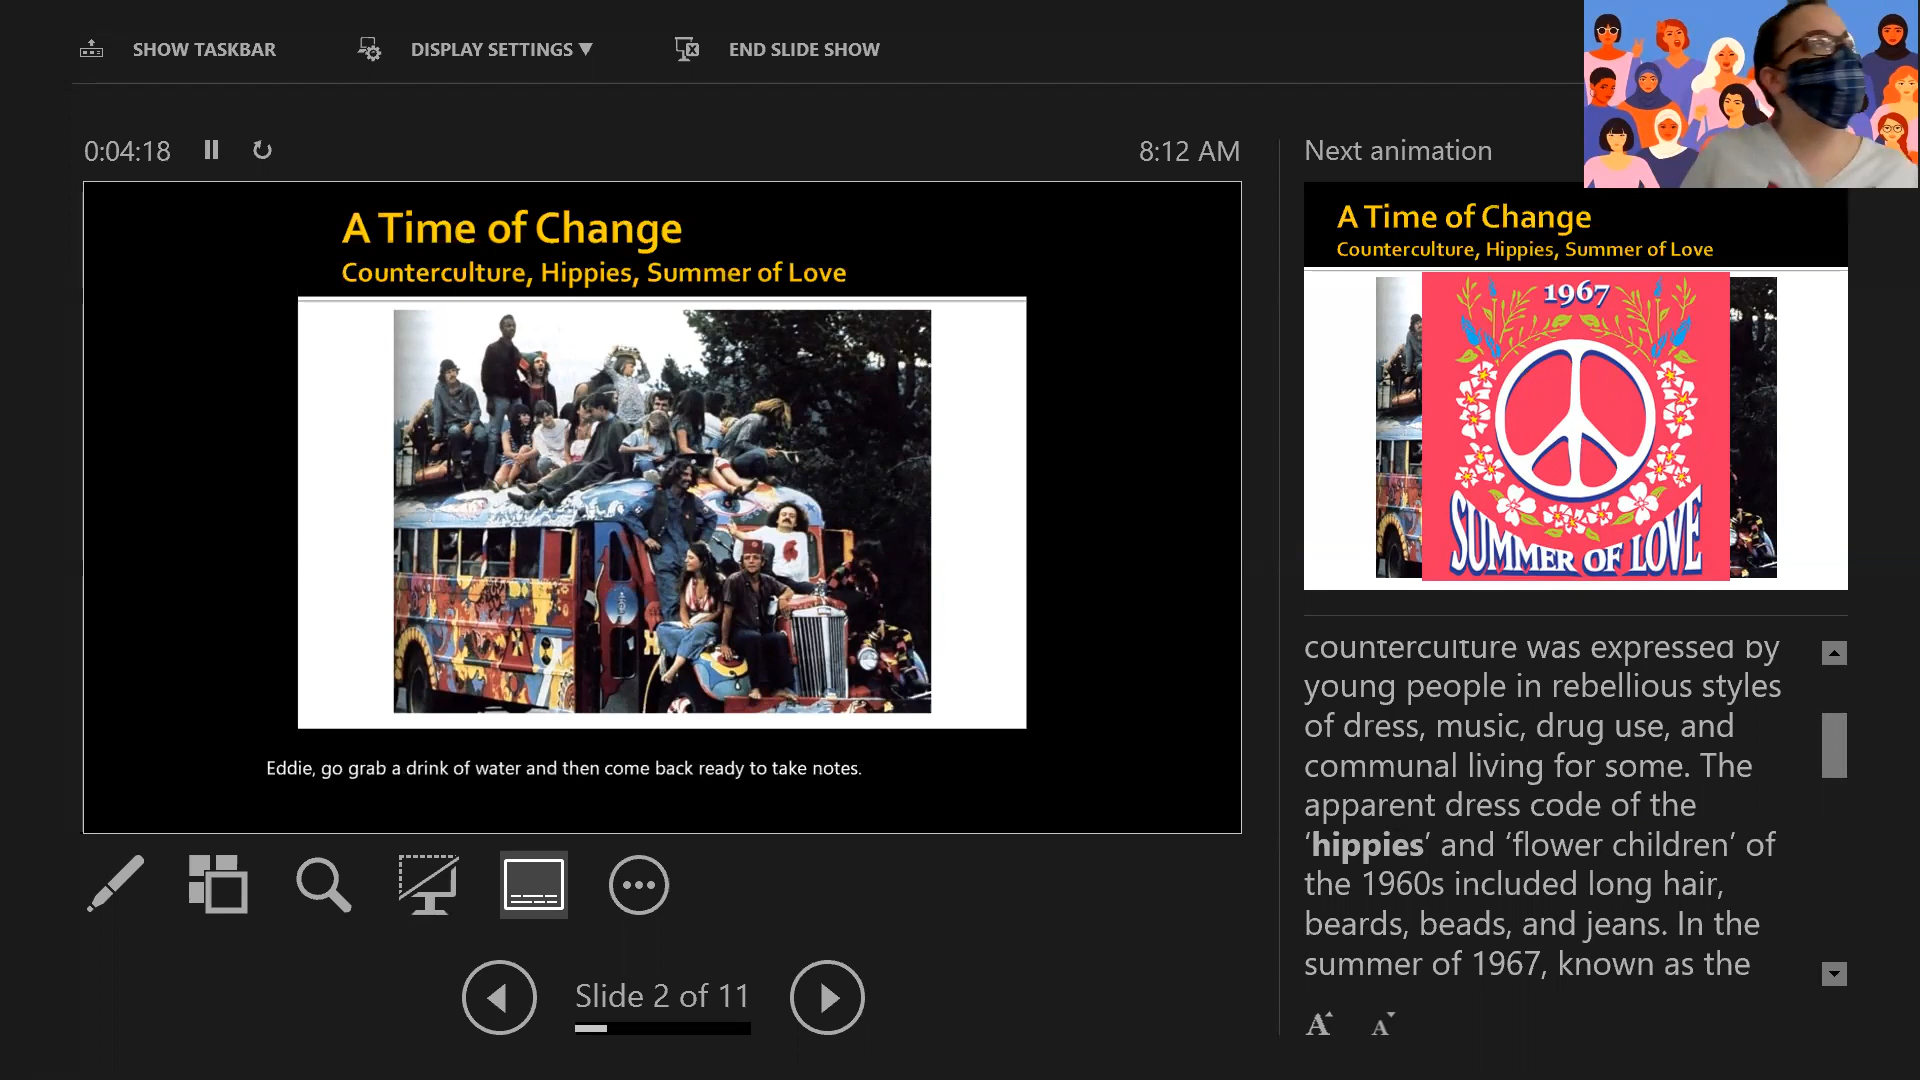 SHOW TASKBAR
DISPLAY SETTINGS ▼
END SLIDE SHOW
0:04:18
8:12 AM
A Time of Change
Counterculture, Hippies, Summer of Love
Eddie, go grab a drink of water and then come back ready to take notes.
Slide 2 of 11
Next animation
A Time of Change
Counterculture, Hippies, Summer of Love
1967
SUMMER OF LOVE
counterculture was expressed by
young people in rebellious styles
of dress, music, drug use, and
communal living for some. The
apparent dress code of the
‘hippies’ and ‘flower children’ of
the 1960s included long hair,
beards, beads, and jeans. In the
summer of 1967, known as the
A A